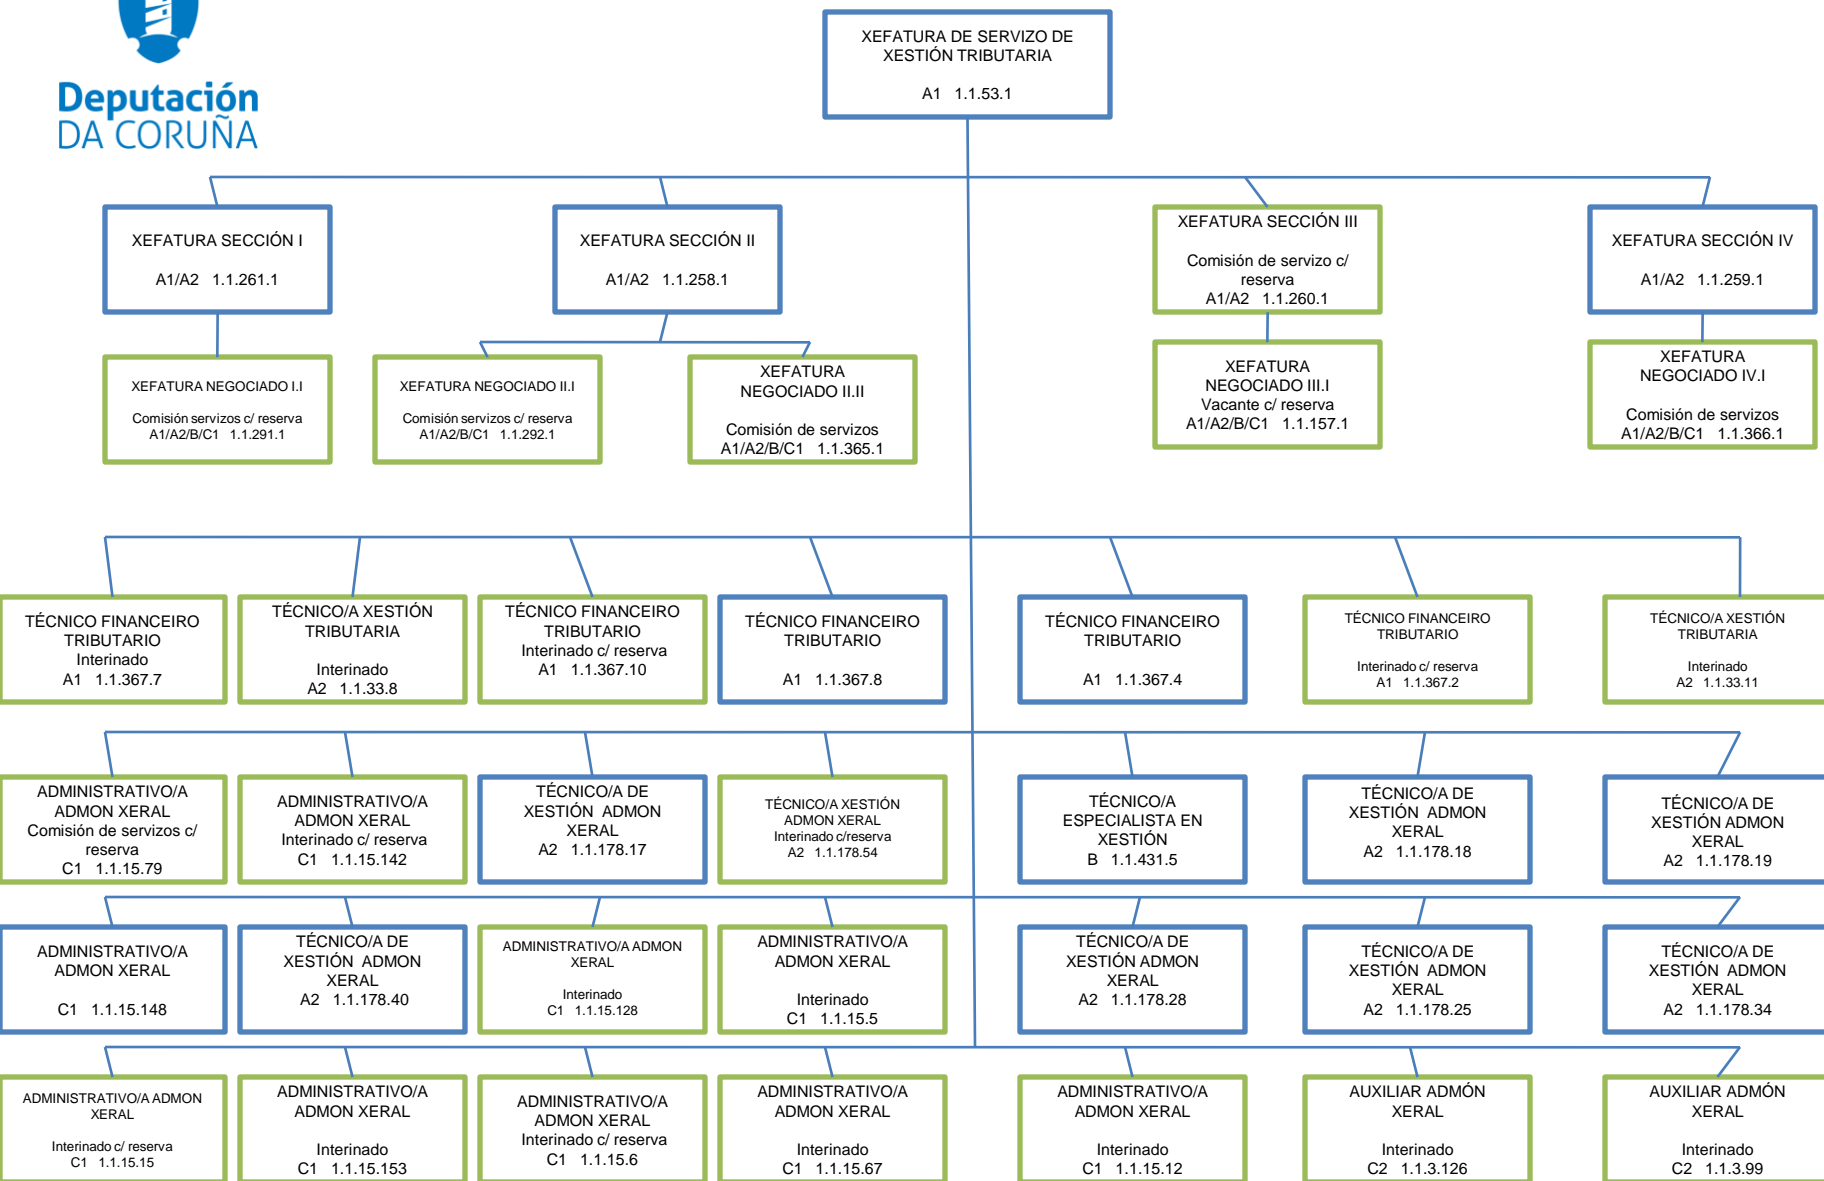 Deputación
DA CORUÑA
XEFATURA DE SERVIZO DE
XESTIÓN TRIBUTARIA
A1 1.1.53.1
XEFATURA SECCIÓN I
A1/A2 1.1.261.1
XEFATURA SECCIÓN II
A1/A2 1.1.258.1
XEFATURA SECCIÓN III
Comisión de servizo c/
reserva
A1/A2 1.1.260.1
XEFATURA SECCIÓN IV
A1/A2 1.1.259.1
XEFATURA NEGOCIADO I.I
Comisión servizos c/ reserva
A1/A2/B/C1 1.1.291.1
XEFATURA NEGOCIADO II.I
Comisión servizos c/ reserva
A1/A2/B/C1 1.1.292.1
XEFATURA
NEGOCIADO II.II
Comisión de servizos
A1/A2/B/C1 1.1.365.1
XEFATURA
NEGOCIADO III.I
Vacante c/ reserva
A1/A2/B/C1 1.1.157.1
XEFATURA
NEGOCIADO IV.I
Comisión de servizos
A1/A2/B/C1 1.1.366.1
TÉCNICO FINANCEIRO
TRIBUTARIO
Interinado
A1 1.1.367.7
TÉCNICO/A XESTIÓN
TRIBUTARIA
Interinado
A2 1.1.33.8
TÉCNICO FINANCEIRO
TRIBUTARIO
Interinado c/ reserva
A1 1.1.367.10
TÉCNICO FINANCEIRO
TRIBUTARIO
A1 1.1.367.8
TÉCNICO FINANCEIRO
TRIBUTARIO
A1 1.1.367.4
TÉCNICO FINANCEIRO
TRIBUTARIO
Interinado c/ reserva
A1 1.1.367.2
TÉCNICO/A XESTIÓN
TRIBUTARIA
Interinado
A2 1.1.33.11
ADMINISTRATIVO/A
ADMON XERAL
Comisión de servizos c/
reserva
C1 1.1.15.79
ADMINISTRATIVO/A
ADMON XERAL
Interinado c/ reserva
C1 1.1.15.142
TÉCNICO/A DE
XESTIÓN ADMON
XERAL
A2 1.1.178.17
TÉCNICO/A XESTIÓN
ADMON XERAL
Interinado c/reserva
A2 1.1.178.54
TÉCNICO/A
ESPECIALISTA EN
XESTIÓN
B 1.1.431.5
TÉCNICO/A DE
XESTIÓN ADMON
XERAL
A2 1.1.178.18
TÉCNICO/A DE
XESTIÓN ADMON
XERAL
A2 1.1.178.19
ADMINISTRATIVO/A
ADMON XERAL
C1 1.1.15.148
TÉCNICO/A DE
XESTIÓN ADMON
XERAL
A2 1.1.178.40
ADMINISTRATIVO/A ADMON
XERAL
Interinado
C1 1.1.15.128
ADMINISTRATIVO/A
ADMON XERAL
Interinado
C1 1.1.15.5
TÉCNICO/A DE
XESTIÓN ADMON
XERAL
A2 1.1.178.28
TÉCNICO/A DE
XESTIÓN ADMON
XERAL
A2 1.1.178.25
TÉCNICO/A DE
XESTIÓN ADMON
XERAL
A2 1.1.178.34
ADMINISTRATIVO/A ADMON
XERAL
Interinado c/ reserva
C1 1.1.15.15
ADMINISTRATIVO/A
ADMON XERAL
Interinado
C1 1.1.15.153
ADMINISTRATIVO/A
ADMON XERAL
Interinado c/ reserva
C1 1.1.15.6
ADMINISTRATIVO/A
ADMON XERAL
Interinado
C1 1.1.15.67
ADMINISTRATIVO/A
ADMON XERAL
Interinado
C1 1.1.15.12
AUXILIAR ADMÓN
XERAL
Interinado
C2 1.1.3.126
AUXILIAR ADMÓN
XERAL
Interinado
C2 1.1.3.99